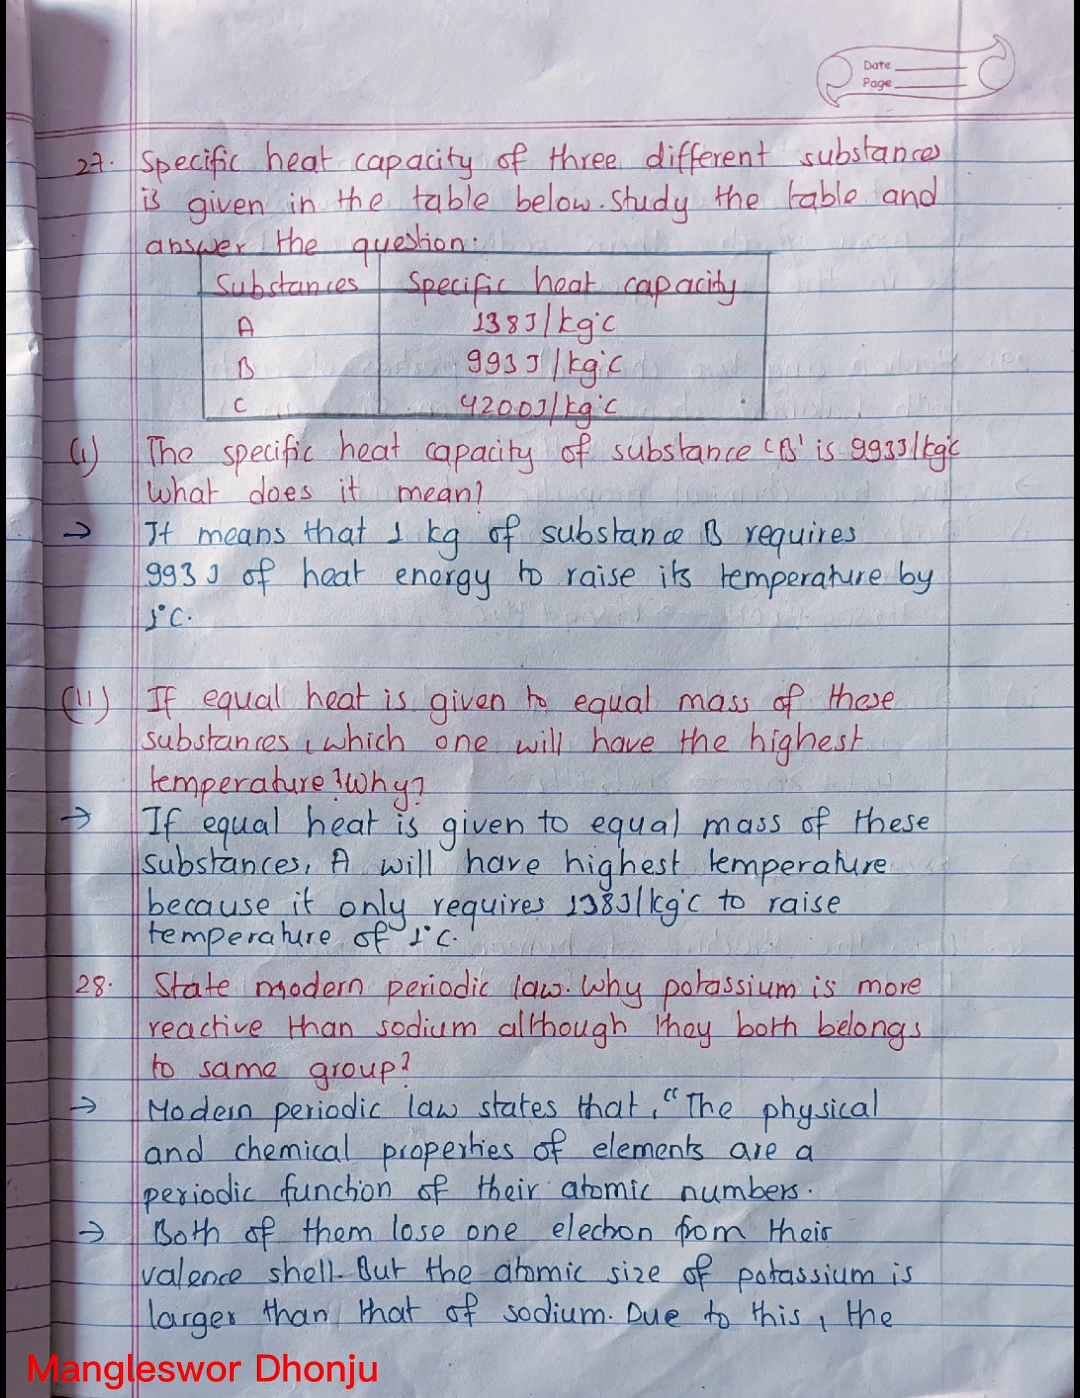 Date
Page
27. Specific heat capacity of three different substances
is given in the table below. Study the table and
answer the question:
Substances Specific heat capacity
A 138J/kg°C
B 993J/kg°C
C 4200J/kg°C
(i) The specific heat capacity of substance 'B' is 993J/kg°C
What does it mean?
→ It means that 1 kg of substance B requires
993J of heat energy to raise its temperature by
1°C.
(ii) If equal heat is given to equal mass of these
substances, which one will have the highest
temperature? Why?
→ If equal heat is given to equal mass of these
substances, A will have highest temperature
because it only requires 138J/kg°C to raise
temperature of 1°C.
28. State modern periodic law. Why potassium is more
reactive than sodium although they both belongs
to same group?
→ Modern periodic law states that, "The physical
and chemical properties of elements are a
periodic function of their atomic numbers.
→ Both of them lose one electron from their
valence shell. But the atomic size of potassium is
larger than that of sodium. Due to this, the
Mangleswor Dhonju